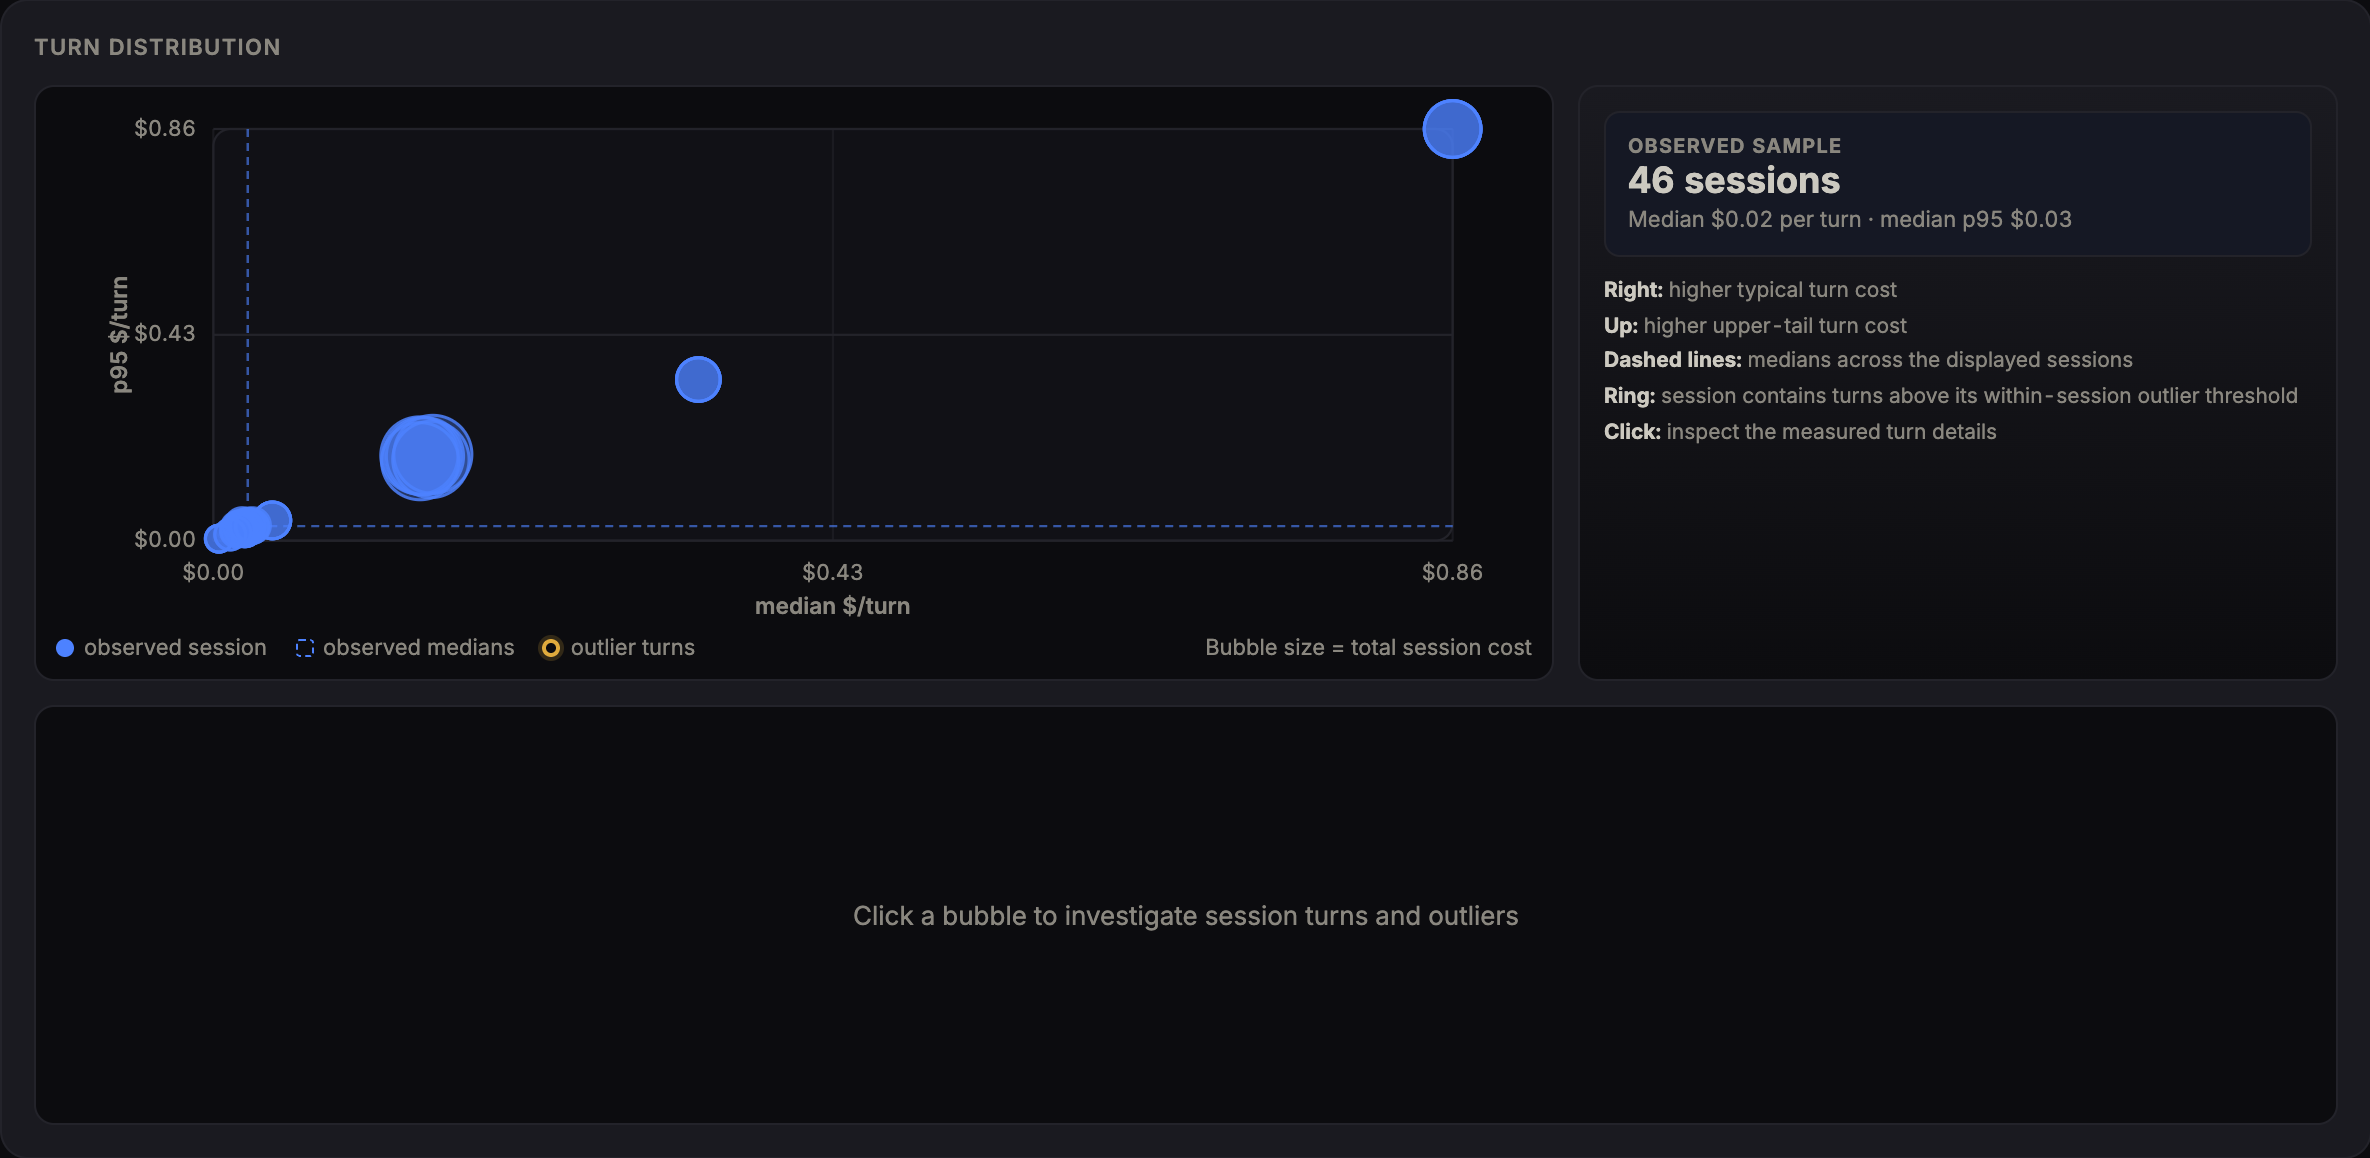 TURN DISTRIBUTION
$0.86
$0.43
$0.00
p95 $/turn
$0.00
$0.43
$0.86
median $/turn
observed session
observed medians
outlier turns
Bubble size = total session cost
OBSERVED SAMPLE
46 sessions
Median $0.02 per turn · median p95 $0.03
Right: higher typical turn cost
Up: higher upper-tail turn cost
Dashed lines: medians across the displayed sessions
Ring: session contains turns above its within-session outlier threshold
Click: inspect the measured turn details
Click a bubble to investigate session turns and outliers